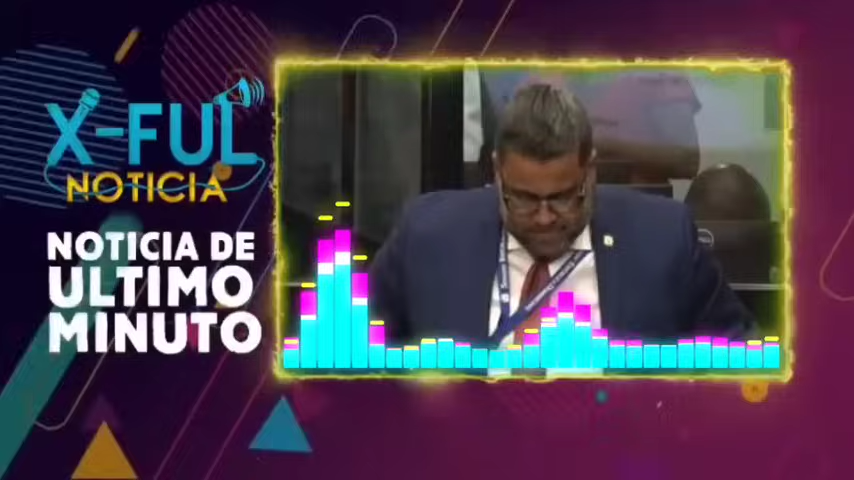 X-FUL
NOTICIA
NOTICIA DE
ULTIMO
MINUTO